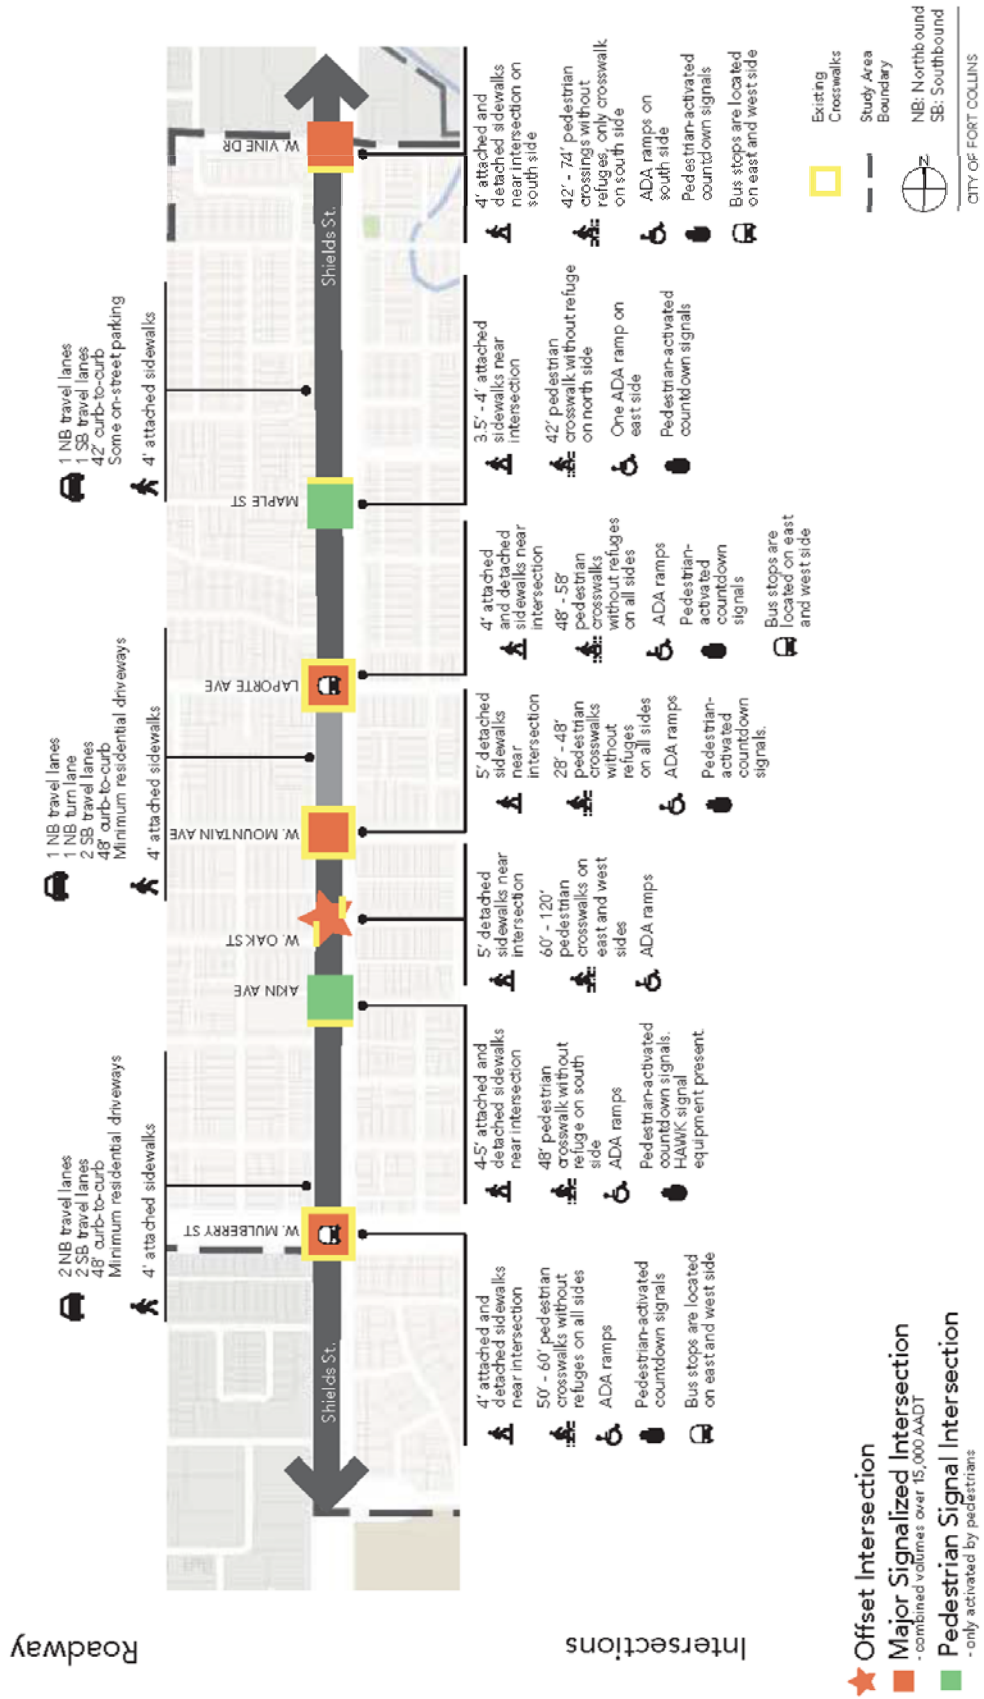 Roadway
2 NB travel lanes
2 SB travel lanes
48' curb-to-curb
Minimum residential driveways
4' attached sidewalks
1 NB travel lanes
1 NB turn lane
2 SB travel lanes
48' curb-to-curb
Minimum residential driveways
4' attached sidewalks
1 NB travel lanes
1 SB travel lanes
42' curb-to-curb
Some on-street parking
4' attached sidewalks
W. MULBERRY ST
AKIN AVE
W. OAK ST
W. MOUNTAIN AVE
LAPORTE AVE
MAPLE ST
W. VINE DR
Shields St.
Shields St.
Intersections
4' attached and
detached sidewalks
near intersection
50' - 60' pedestrian
crosswalks without
refuges on all sides
ADA ramps
Pedestrian-activated
countdown signals
Bus stops are located
on east and west side
4-5' attached and
detached sidewalks
near intersection
48' pedestrian
crosswalk without
refuge on south
side
ADA ramps
Pedestrian-activated
countdown signals.
HAWK signal
equipment present.
5' detached
sidewalks near
intersection
60' - 120'
pedestrian
crosswalks on
east and west
sides
ADA ramps
5' detached
sidewalks
near
intersection
28' - 48'
pedestrian
crosswalks
without
refuges
on all sides
ADA ramps
Pedestrian-
activated
countdown
signals.
4' attached
and detached
sidewalks near
intersection
48' - 58'
pedestrian
crosswalks
without refuges
on all sides
ADA ramps
Pedestrian-
activated
countdown
signals
Bus stops are
located on east
and west side
3.5' - 4' attached
sidewalks near
intersection
42' pedestrian
crosswalk without refuge
on north side
One ADA ramp on
east side
Pedestrian-activated
countdown signals
4' attached and
detached sidewalks
near intersection on
south side
42' - 74' pedestrian
crossings without
refuges, only crosswalk
on south side
ADA ramps on
south side
Pedestrian-activated
countdown signals
Bus stops are located
on east and west side
Offset Intersection
Major Signalized Intersection
- combined volumes over 15,000 AADT
Pedestrian Signal Intersection
- only activated by pedestrians
Existing
Crosswalks
Study Area
Boundary
N
NB: Northbound
SB: Southbound
CITY OF FORT COLLINS